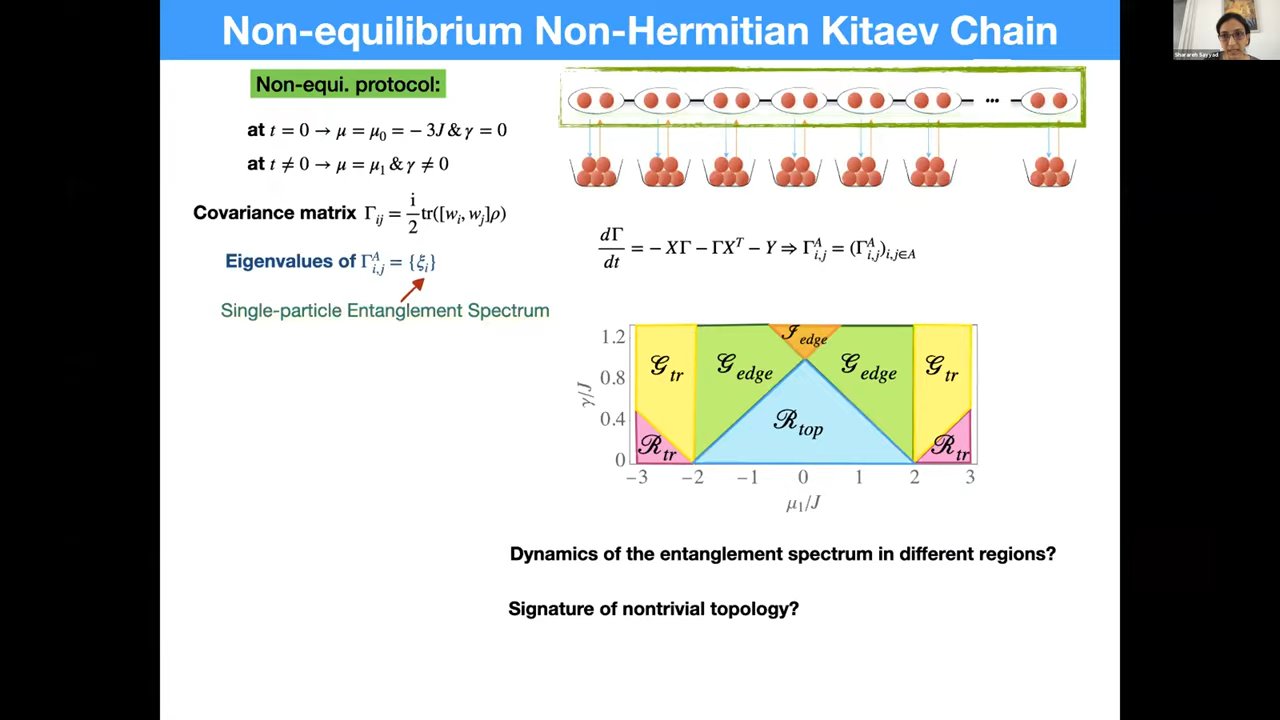 Non-equilibrium Non-Hermitian Kitaev Chain
Sharareh Sayyad
Non-equi. protocol:
at t = 0 → μ = μ₀ = − 3J & γ = 0
at t ≠ 0 → μ = μ₁ & γ ≠ 0
Covariance matrix Γᵢⱼ = i/2 tr([wᵢ, wⱼ]ρ)
Eigenvalues of Γᴬᵢ,ⱼ = {ξᵢ}
Single-particle Entanglement Spectrum
...
dΓ/dt = − XΓ − ΓXᵀ − Y ⇒ Γᴬᵢ,ⱼ = (Γᴬᵢ,ⱼ)ᵢ,ⱼ∈A
γ/J
1.2
0.8
0.4
0
𝒢tr
𝒢edge
ℐedge
𝒢edge
𝒢tr
ℛtr
ℛtop
ℛtr
−3 −2 −1 0 1 2 3
μ₁/J
Dynamics of the entanglement spectrum in different regions?
Signature of nontrivial topology?